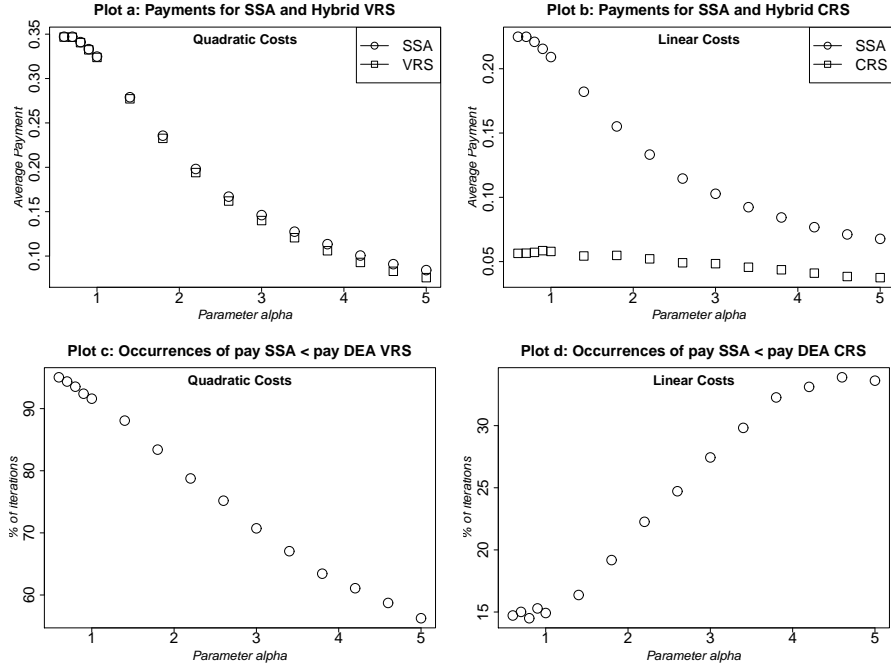 Plot a: Payments for SSA and Hybrid VRS
Quadratic Costs
SSA
VRS
Average Payment
0.35
0.30
0.25
0.20
0.15
0.10
1 2 3 4 5
Parameter alpha
Plot b: Payments for SSA and Hybrid CRS
Linear Costs
SSA
CRS
Average Payment
0.20
0.15
0.10
0.05
1 2 3 4 5
Parameter alpha
Plot c: Occurrences of pay SSA < pay DEA VRS
Quadratic Costs
% of iterations
90
80
70
60
1 2 3 4 5
Parameter alpha
Plot d: Occurrences of pay SSA < pay DEA CRS
Linear Costs
% of iterations
30
25
20
15
1 2 3 4 5
Parameter alpha